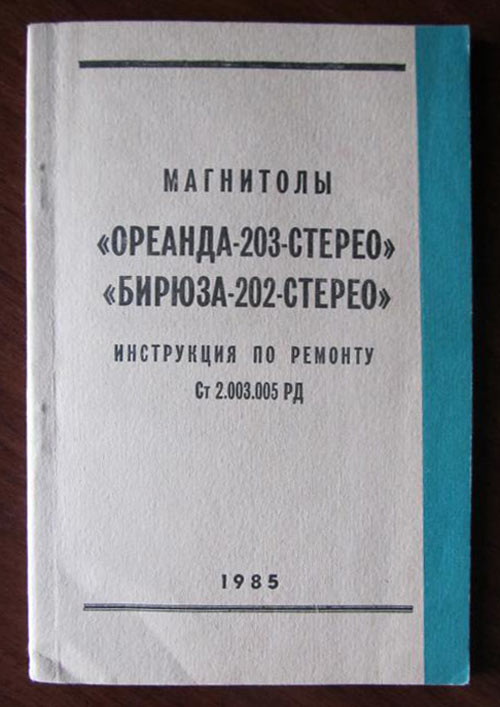 МАГНИТОЛЫ
«ОРЕАНДА-203-СТЕРЕО»
«БИРЮЗА-202-СТЕРЕО»
ИНСТРУКЦИЯ ПО РЕМОНТУ
Ст 2.003.005 РД
1985